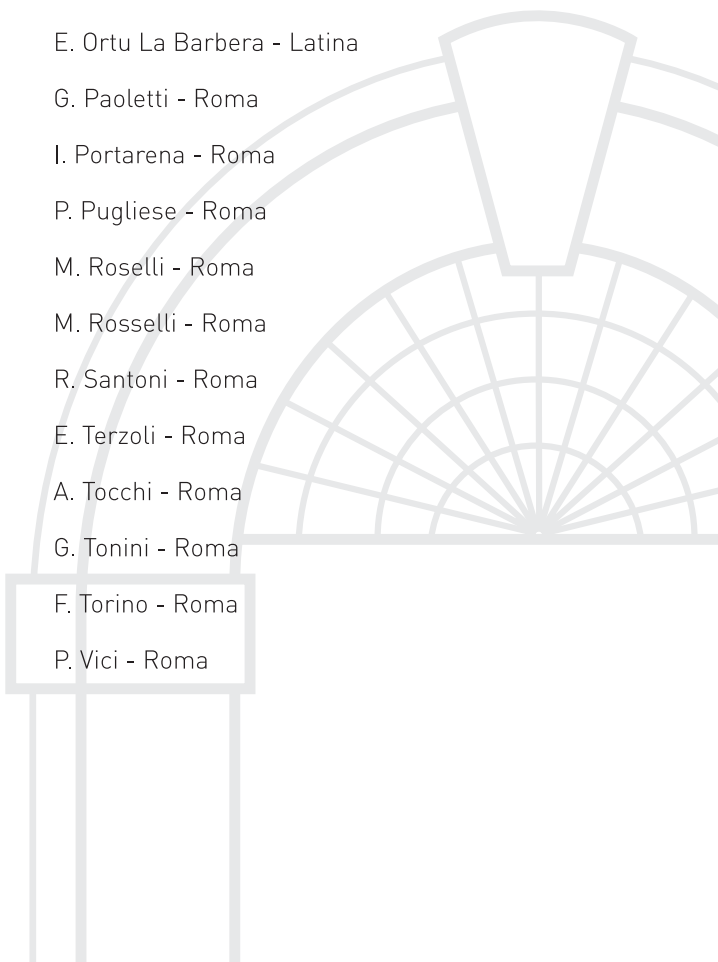 E. Ortu La Barbera - Latina
G. Paoletti - Roma
I. Portarena - Roma
P. Pugliese - Roma
M. Roselli - Roma
M. Rosselli - Roma
R. Santoni - Roma
E. Terzoli - Roma
A. Tocchi - Roma
G. Tonini - Roma
F. Torino - Roma
P. Vici - Roma